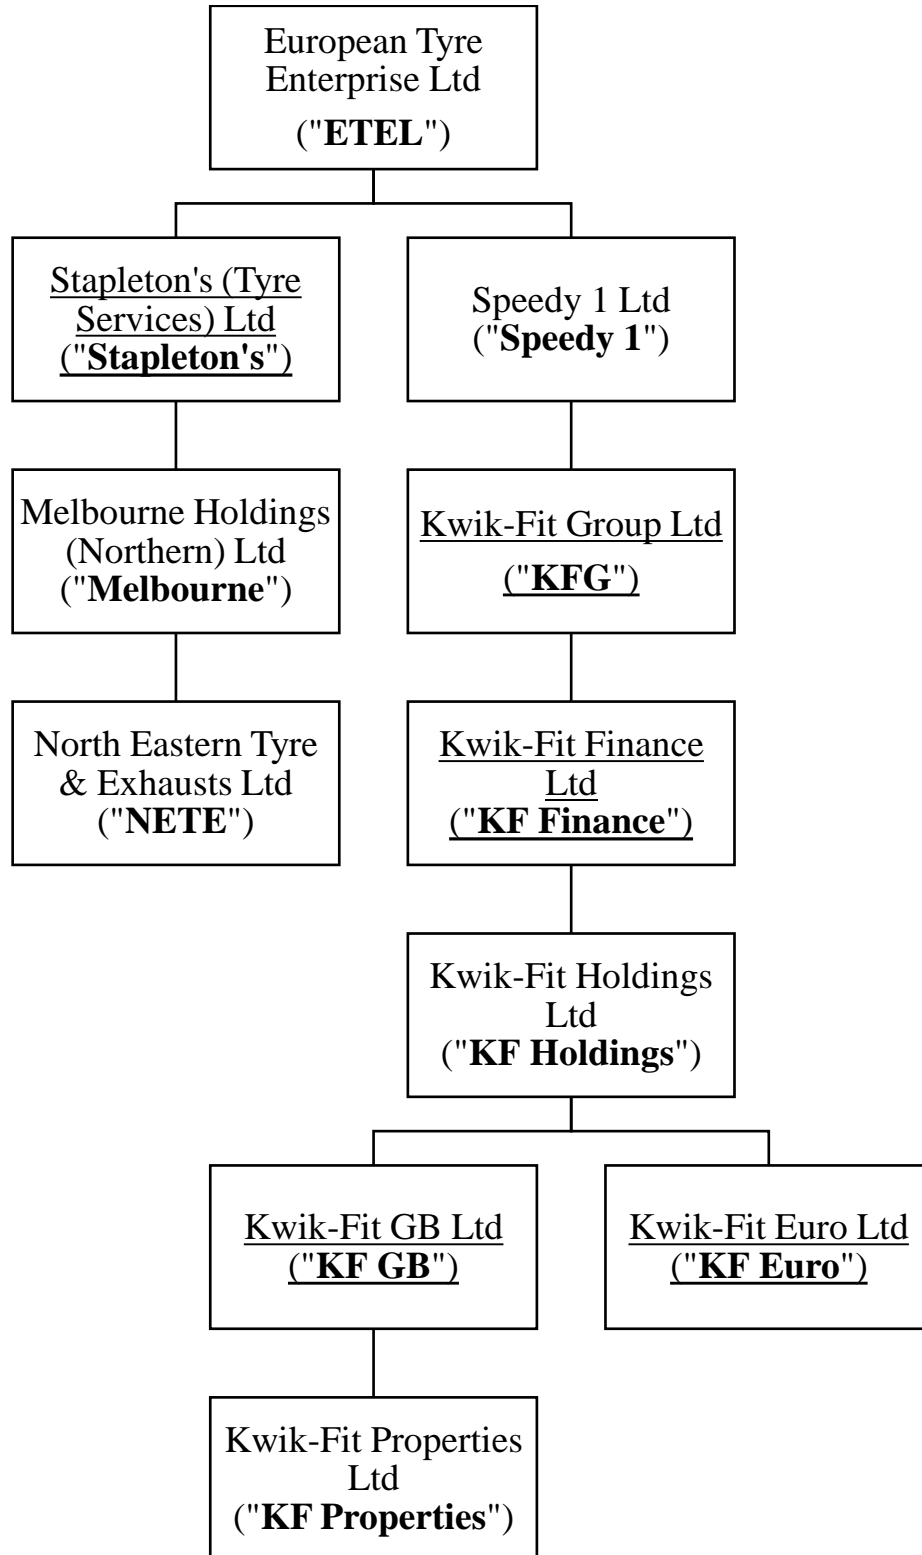 European Tyre
Enterprise Ltd
("ETEL")
Stapleton's (Tyre
Services) Ltd
("Stapleton's")
Speedy 1 Ltd
("Speedy 1")
Melbourne Holdings
(Northern) Ltd
("Melbourne")
Kwik-Fit Group Ltd
("KFG")
North Eastern Tyre
& Exhausts Ltd
("NETE")
Kwik-Fit Finance
Ltd
("KF Finance")
Kwik-Fit Holdings
Ltd
("KF Holdings")
Kwik-Fit GB Ltd
("KF GB")
Kwik-Fit Euro Ltd
("KF Euro")
Kwik-Fit Properties
Ltd
("KF Properties")